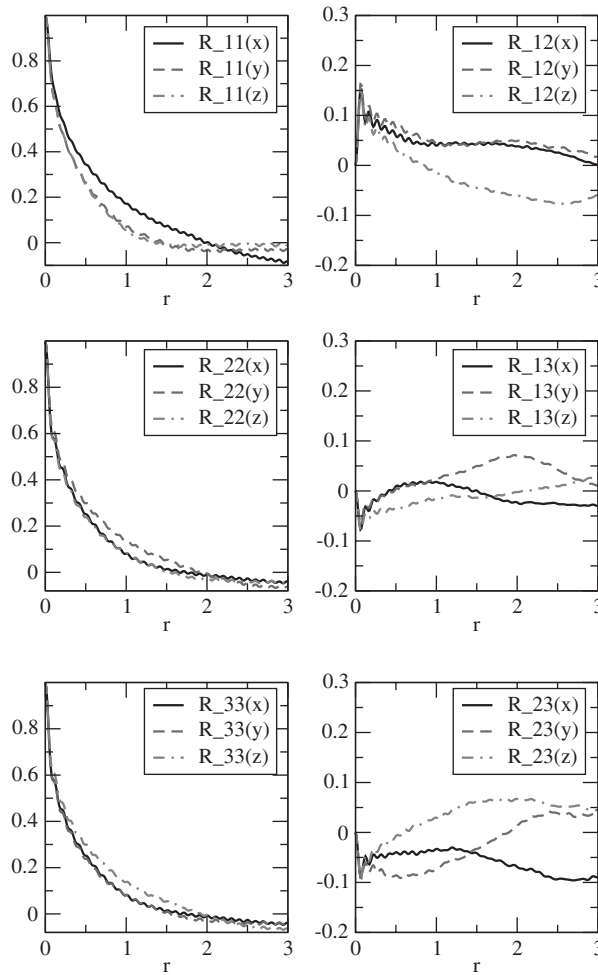 R_11(x)
R_11(y)
R_11(z)
0.8
0.6
0.4
0.2
0
0 1 2 3
r
R_12(x)
R_12(y)
R_12(z)
0.3
0.2
0.1
0
-0.1
-0.2
0 1 2 3
r
R_22(x)
R_22(y)
R_22(z)
0.8
0.6
0.4
0.2
0
0 1 2 3
r
R_13(x)
R_13(y)
R_13(z)
0.3
0.2
0.1
0
-0.1
-0.2
0 1 2 3
r
R_33(x)
R_33(y)
R_33(z)
0.8
0.6
0.4
0.2
0
0 1 2 3
r
R_23(x)
R_23(y)
R_23(z)
0.3
0.2
0.1
0
-0.1
-0.2
0 1 2 3
r